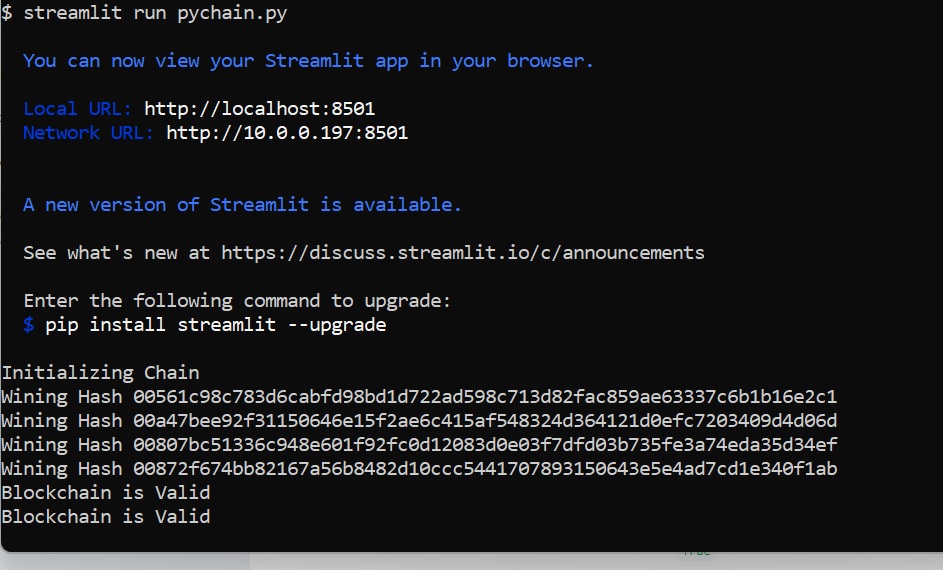 $ streamlit run pychain.py
You can now view your Streamlit app in your browser.
Local URL: http://localhost:8501
Network URL: http://10.0.0.197:8501
A new version of Streamlit is available.
See what's new at https://discuss.streamlit.io/c/announcements
Enter the following command to upgrade:
$ pip install streamlit --upgrade
Initializing Chain
Wining Hash 00561c98c783d6cabfd98bd1d722ad598c713d82fac859ae63337c6b1b16e2c1
Wining Hash 00a47bee92f31150646e15f2ae6c415af548324d364121d0efc7203409d4d06d
Wining Hash 00807bc51336c948e601f92fc0d12083d0e03f7dfd03b735fe3a74eda35d34ef
Wining Hash 00872f674bb82167a56b8482d10ccc5441707893150643e5e4ad7cd1e340f1ab
Blockchain is Valid
Blockchain is Valid